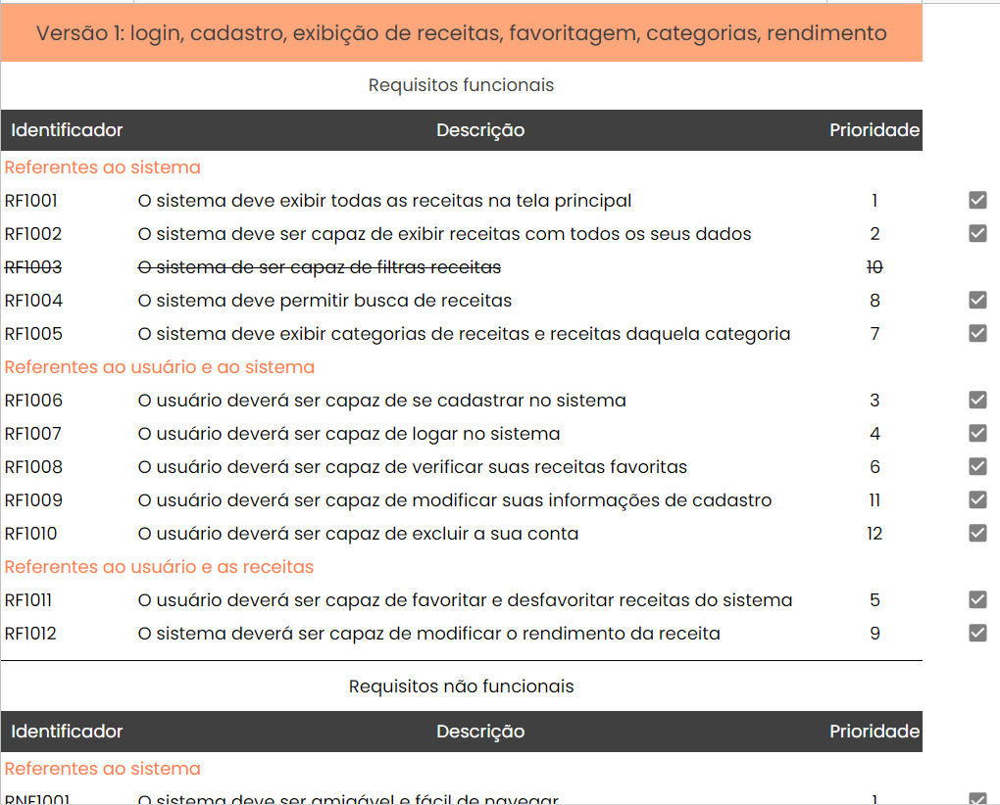 Versão 1: login, cadastro, exibição de receitas, favoritagem, categorias, rendimento
Requisitos funcionais
Identificador Descrição Prioridade
Referentes ao sistema
RF1001 O sistema deve exibir todas as receitas na tela principal 1
RF1002 O sistema deve ser capaz de exibir receitas com todos os seus dados 2
RF1003 O sistema de ser capaz de filtras receitas 10
RF1004 O sistema deve permitir busca de receitas 8
RF1005 O sistema deve exibir categorias de receitas e receitas daquela categoria 7
Referentes ao usuário e ao sistema
RF1006 O usuário deverá ser capaz de se cadastrar no sistema 3
RF1007 O usuário deverá ser capaz de logar no sistema 4
RF1008 O usuário deverá ser capaz de verificar suas receitas favoritas 6
RF1009 O usuário deverá ser capaz de modificar suas informações de cadastro 11
RF1010 O usuário deverá ser capaz de excluir a sua conta 12
Referentes ao usuário e as receitas
RF1011 O usuário deverá ser capaz de favoritar e desfavoritar receitas do sistema 5
RF1012 O sistema deverá ser capaz de modificar o rendimento da receita 9
Requisitos não funcionais
Identificador Descrição Prioridade
Referentes ao sistema
RNF1001 O sistema deve ser amigável e fácil de navegar 1